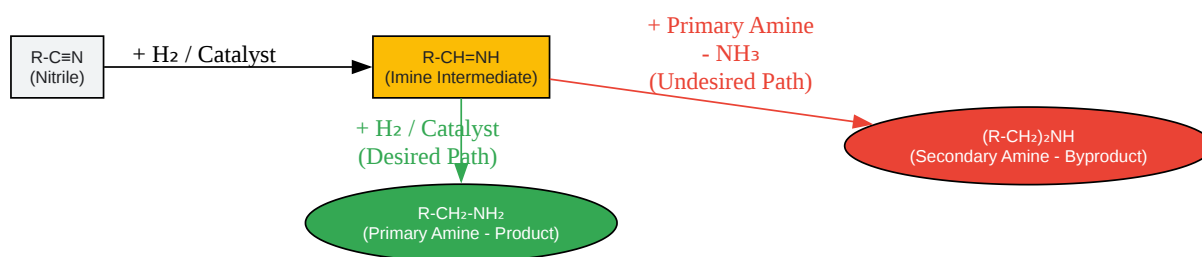 R-C≡N
(Nitrile)
+ H₂ / Catalyst
R-CH=NH
(Imine Intermediate)
+ Primary Amine
- NH₃
(Undesired Path)
+ H₂ / Catalyst
(Desired Path)
(R-CH₂)₂NH
(Secondary Amine - Byproduct)
R-CH₂-NH₂
(Primary Amine - Product)